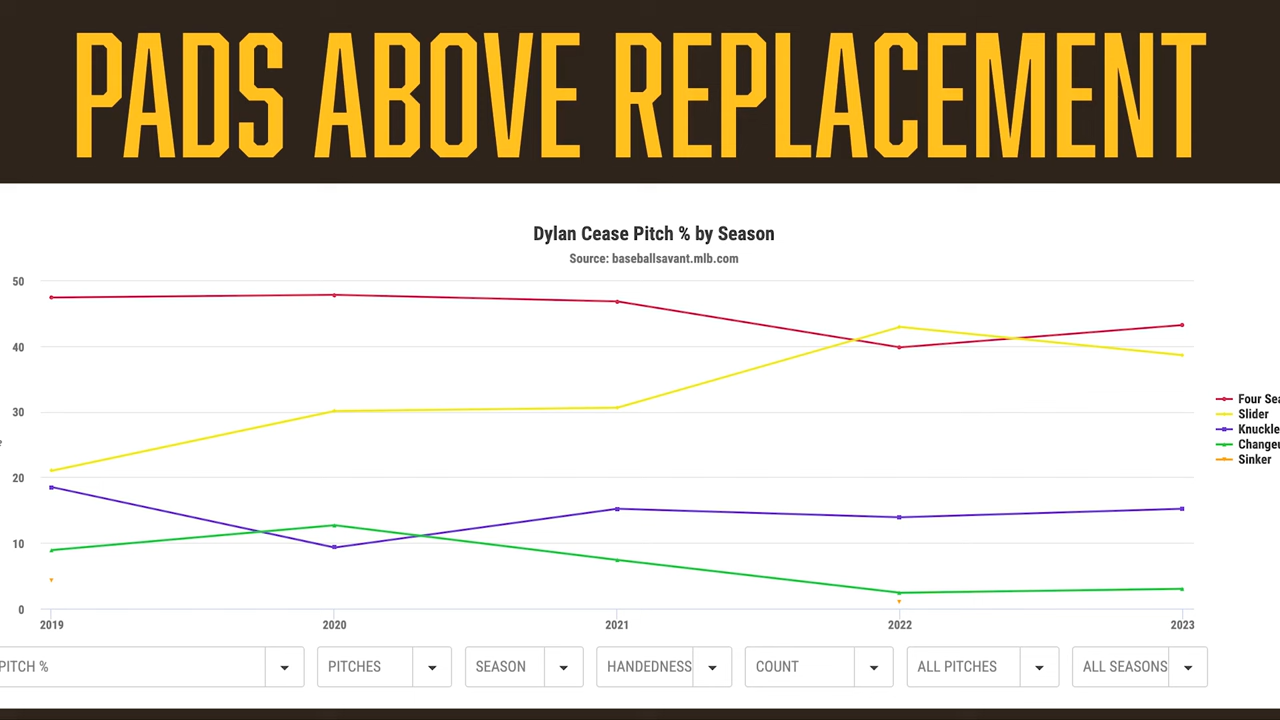 PADS ABOVE REPLACEMENT
Dylan Cease Pitch % by Season
Source: baseballsavant.mlb.com
50
40
30
20
10
0
2019 2020 2021 2022 2023
Four Sea
Slider
Knuckle
Changeu
Sinker
PITCH % PITCHES SEASON HANDEDNESS COUNT ALL PITCHES ALL SEASONS